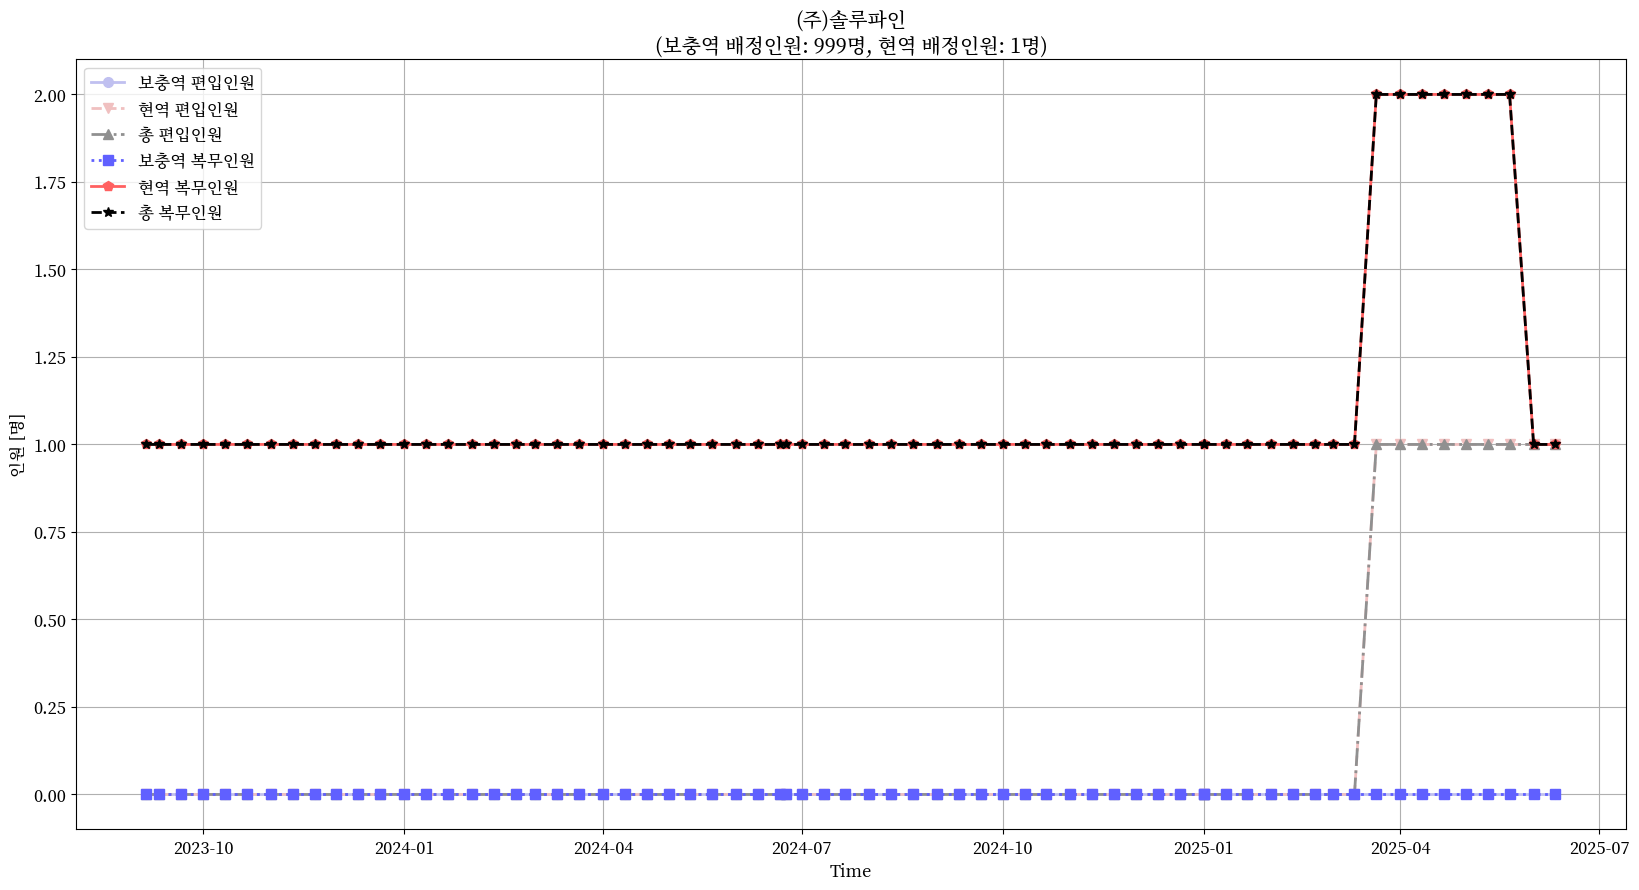 (주)솔루파인
(보충역 배정인원: 999명, 현역 배정인원: 1명)
보충역 편입인원
현역 편입인원
총 편입인원
보충역 복무인원
현역 복무인원
총 복무인원
2.00
1.75
1.50
1.25
1.00
0.75
0.50
0.25
0.00
인원 [명]
2023-10
2024-01
2024-04
2024-07
2024-10
2025-01
2025-04
2025-07
Time